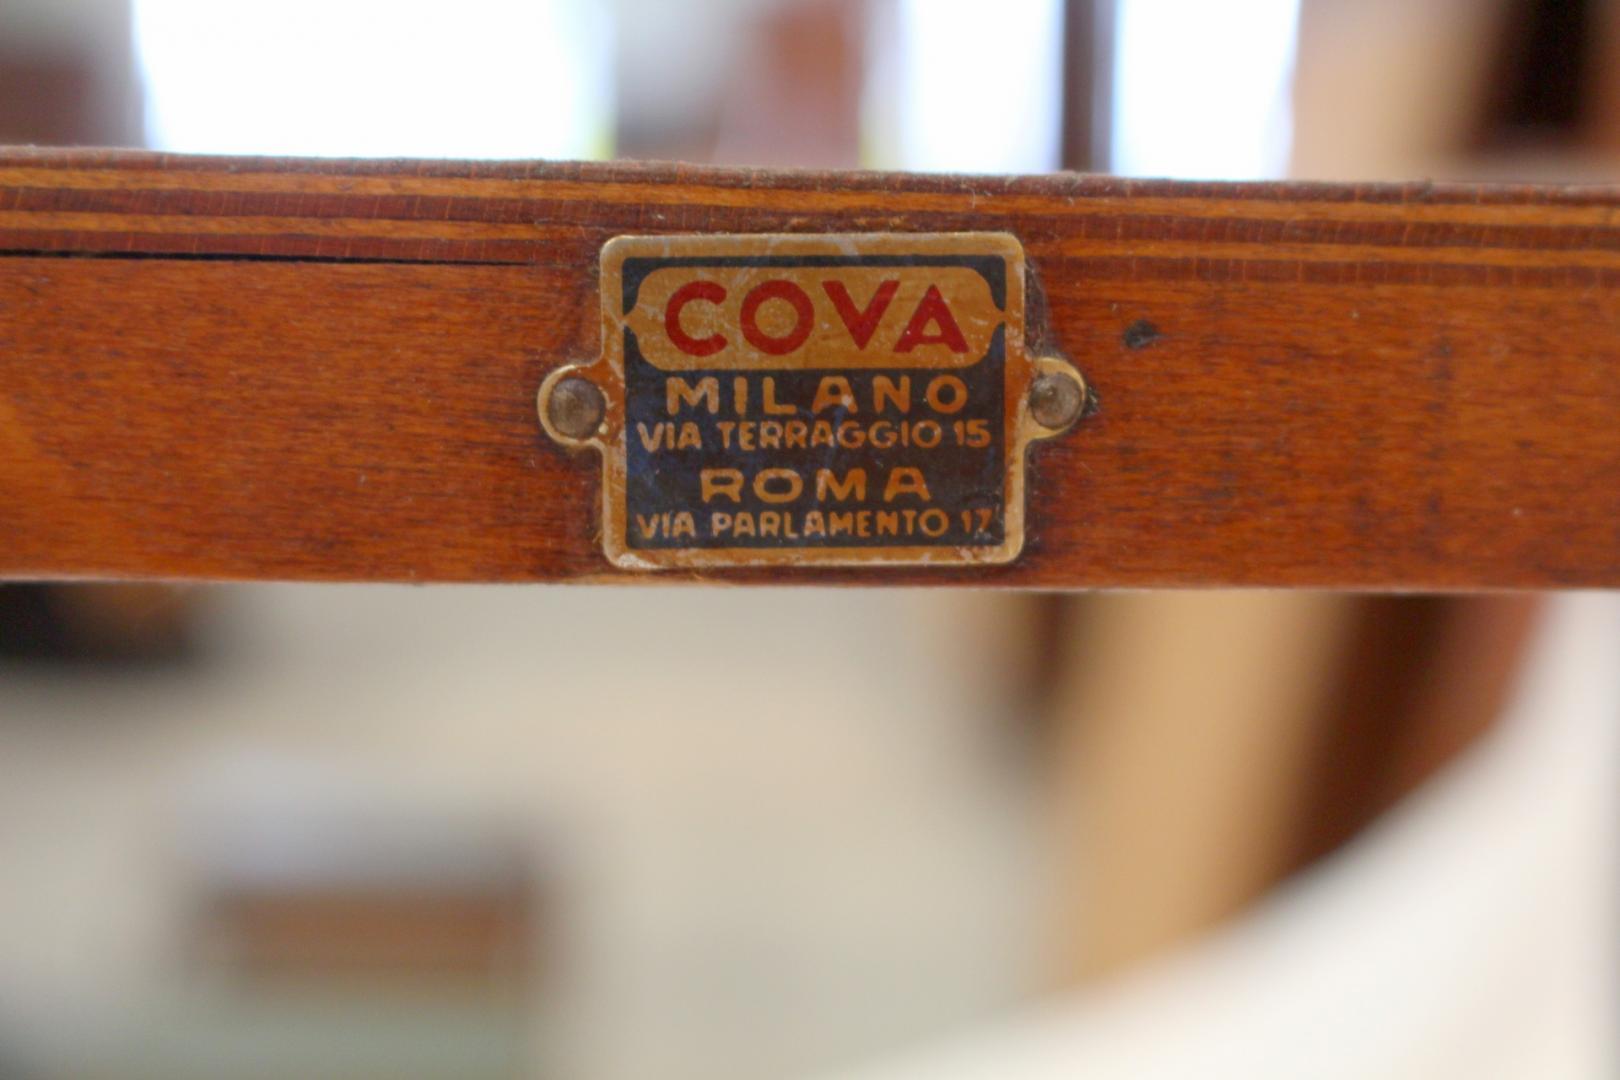 COVA
MILANO
VIA TERRAGGIO 15
ROMA
VIA PARLAMENTO 17